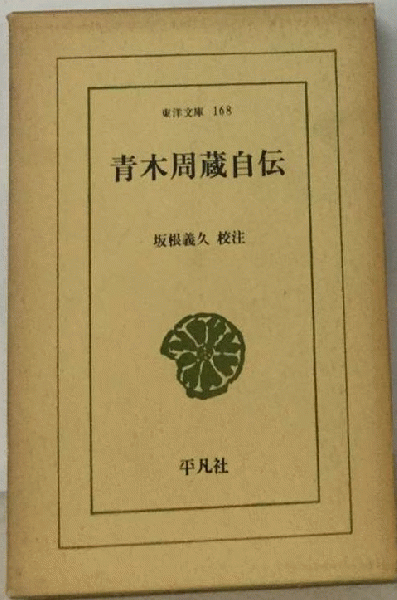 東洋文庫 168
青木周蔵自伝
坂根義久 校注
平凡社